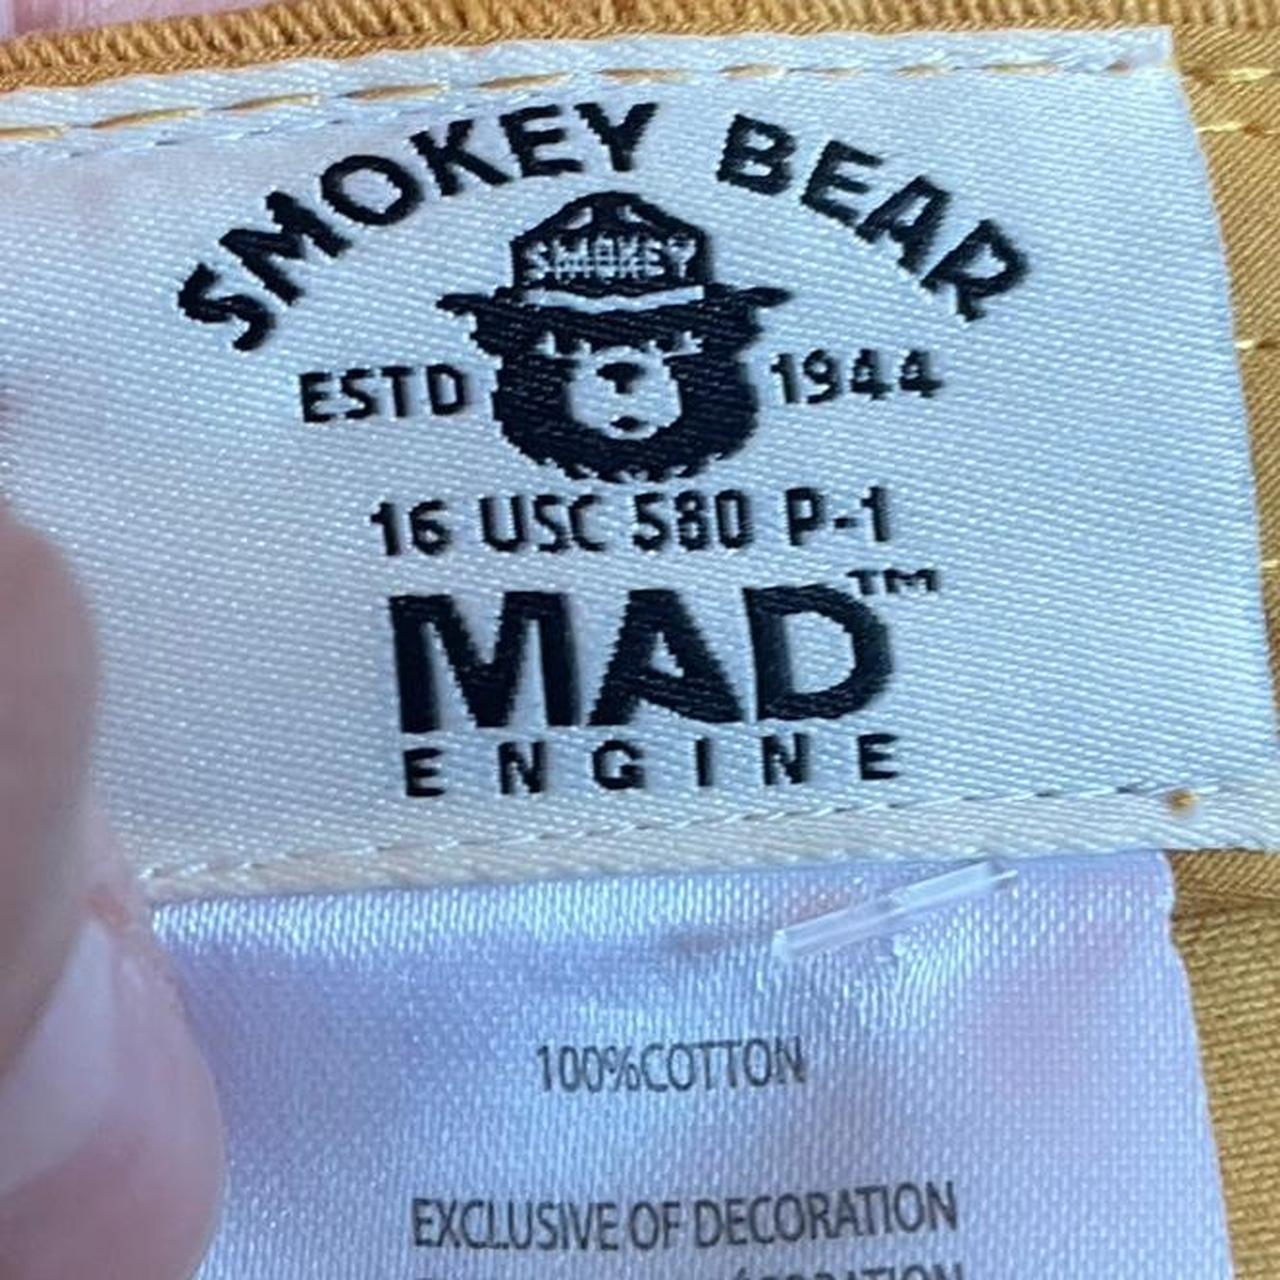 SMOKEY BEAR
SMOKEY
ESTD 1944
16 USC 580 P-1
MAD™
ENGINE
100%COTTON
EXCLUSIVE OF DECORATION